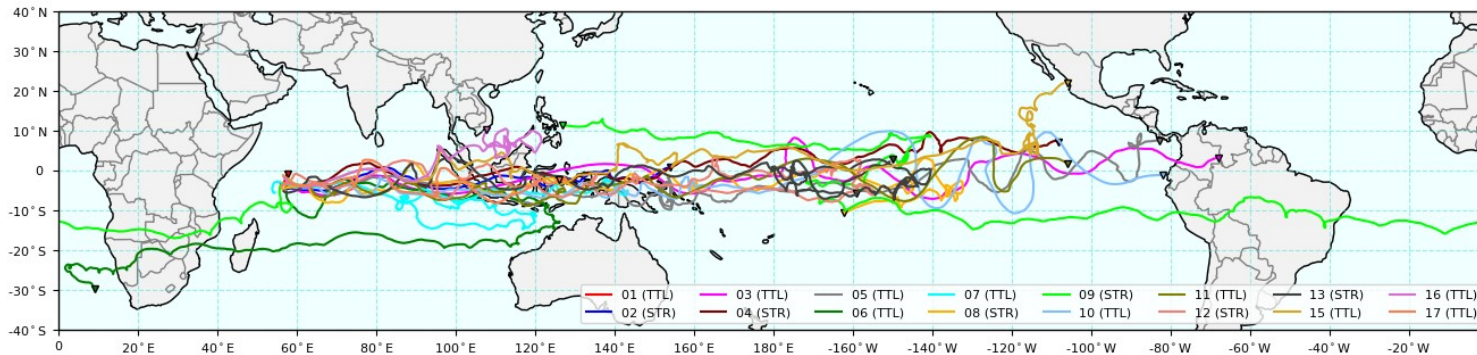 40°N
30°N
20°N
10°N
0
-10°S
-20°S
-30°S
-40°S
01 (TTL) 03 (TTL) 05 (TTL) 07 (TTL) 09 (STR) 11 (TTL) 13 (STR) 16 (TTL)
02 (STR) 04 (STR) 06 (TTL) 08 (STR) 10 (TTL) 12 (STR) 15 (TTL) 17 (TTL)
0 20°E 40°E 60°E 80°E 100°E 120°E 140°E 160°E 180°E -160°W -140°W -120°W -100°W -80°W -60°W -40°W -20°W